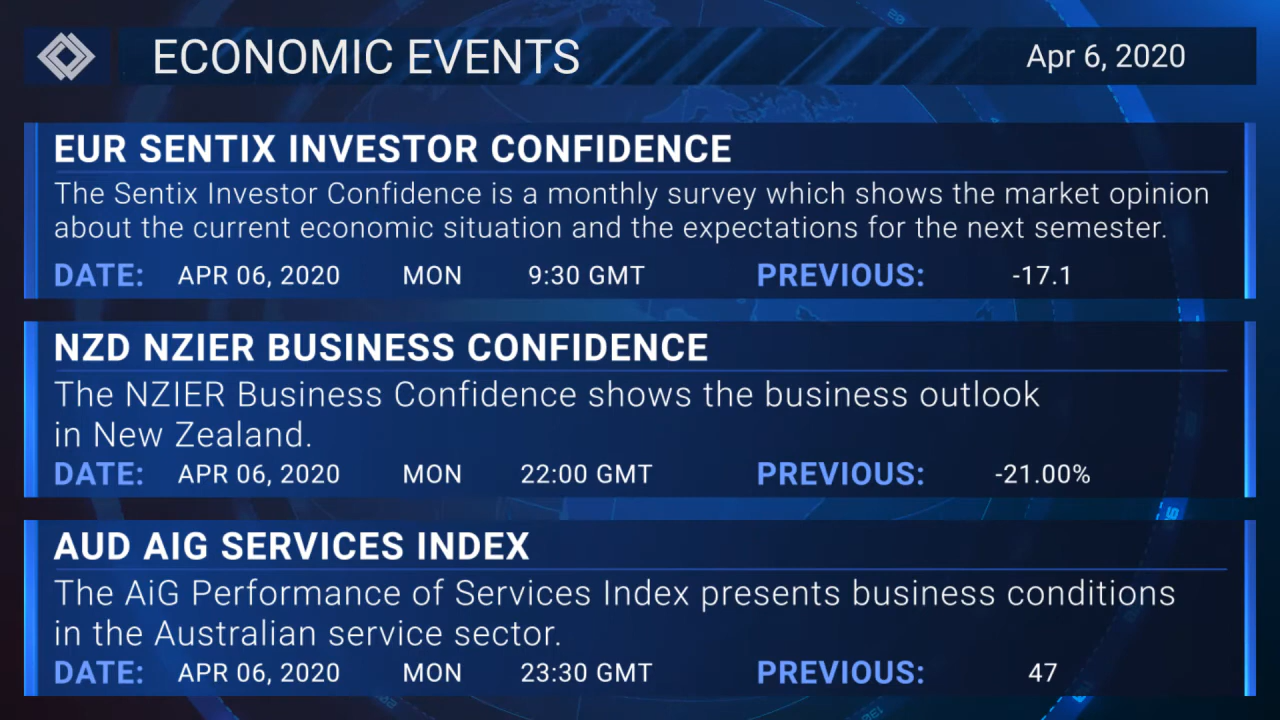 ECONOMIC EVENTS
Apr 6, 2020
EUR SENTIX INVESTOR CONFIDENCE
The Sentix Investor Confidence is a monthly survey which shows the market opinion
about the current economic situation and the expectations for the next semester.
DATE: APR 06, 2020 MON 9:30 GMT PREVIOUS: -17.1
NZD NZIER BUSINESS CONFIDENCE
The NZIER Business Confidence shows the business outlook
in New Zealand.
DATE: APR 06, 2020 MON 22:00 GMT PREVIOUS: -21.00%
AUD AIG SERVICES INDEX
The AiG Performance of Services Index presents business conditions
in the Australian service sector.
DATE: APR 06, 2020 MON 23:30 GMT PREVIOUS: 47